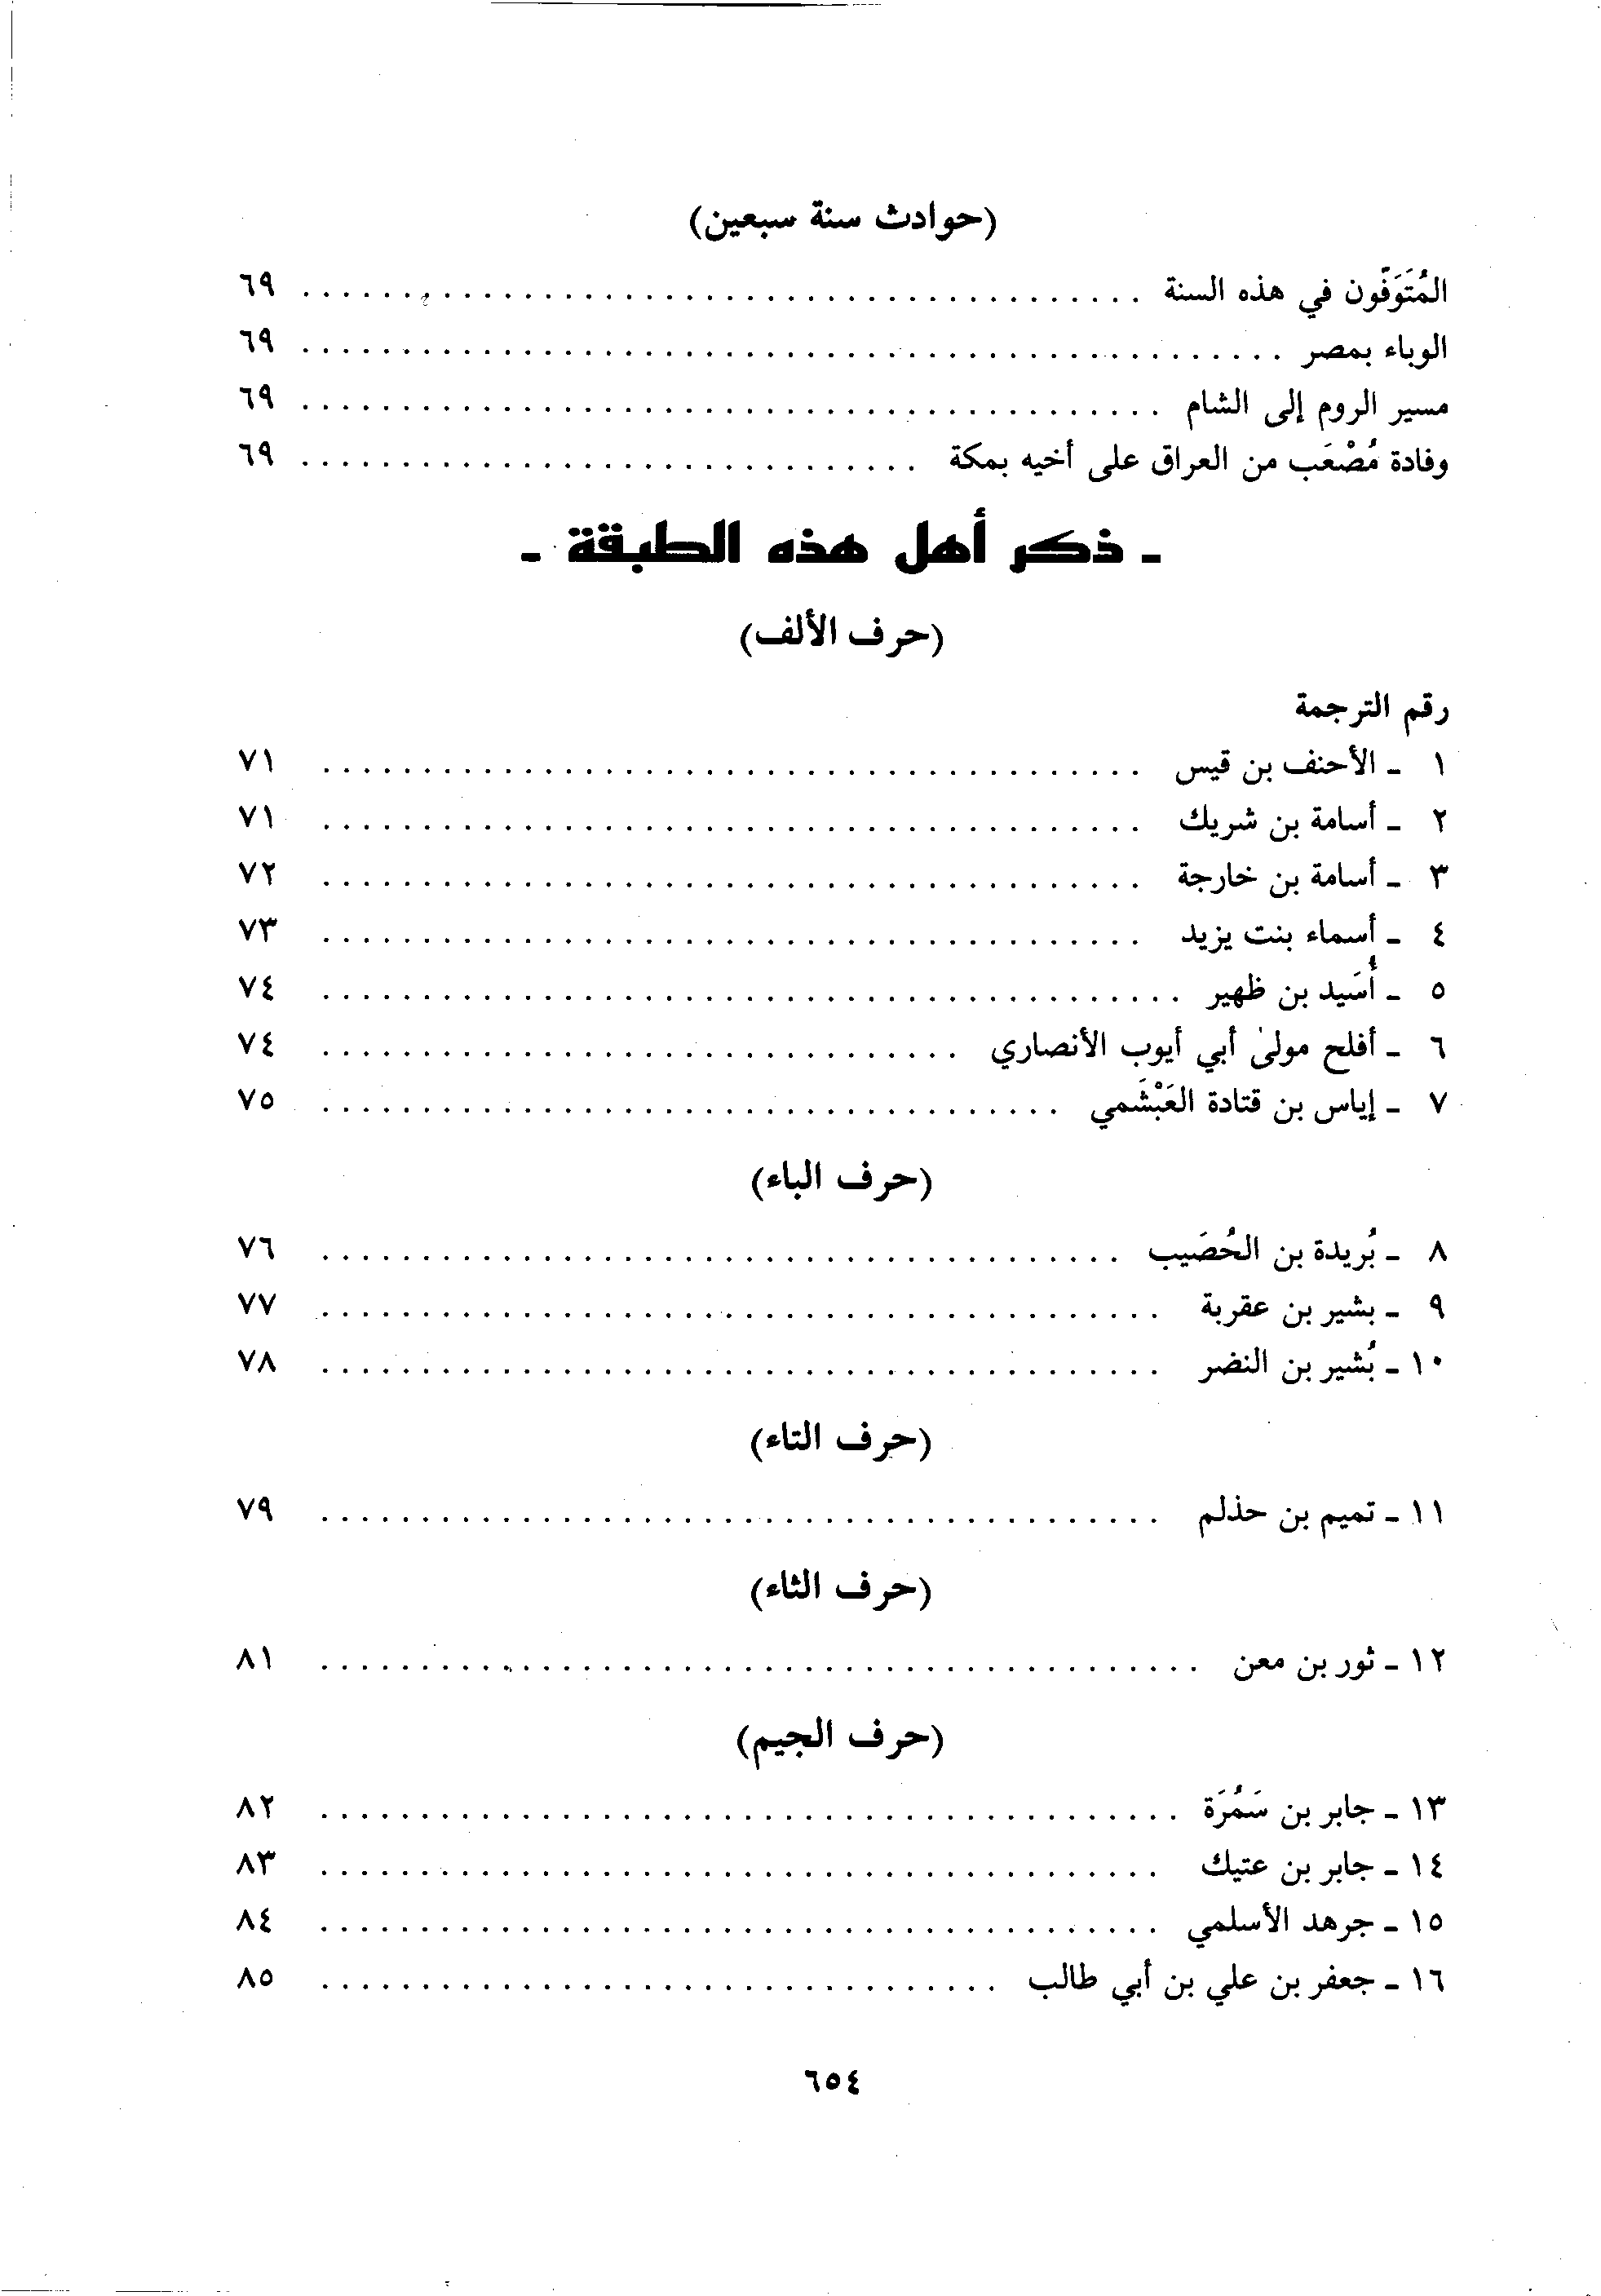 (حوادث سنة سبعين)
المُتَوَفّون في هذه السنة ........................................ ٦٩
الوباء بمصر ........................................ ٦٩
مسير الروم إلى الشام ........................................ ٦٩
وفادة مُصْعَب من العراق على أخيه بمكة ........................................ ٦٩
- ذكر أهل هذه الطبقة -
(حرف الألف)
رقم الترجمة
١ - الأحنف بن قيس ........................................ ٧١
٢ - أسامة بن شريك ........................................ ٧١
٣ - أسامة بن خارجة ........................................ ٧٢
٤ - أسماء بنت يزيد ........................................ ٧٣
٥ - أُسَيد بن ظهير ........................................ ٧٤
٦ - أفلح مولىٰ أبي أيوب الأنصاري ........................................ ٧٤
٧ - إياس بن قتادة العَبْشَمي ........................................ ٧٥
(حرف الباء)
٨ - بُريدة بن الحُصَيب ........................................ ٧٦
٩ - بشير بن عقربة ........................................ ٧٧
١٠ - بُشير بن النضر ........................................ ٧٨
(حرف التاء)
١١ - تميم بن حذلم ........................................ ٧٩
(حرف الثاء)
١٢ - ثور بن معن ........................................ ٨١
(حرف الجيم)
١٣ - جابر بن سَمُرَة ........................................ ٨٢
١٤ - جابر بن عتيك ........................................ ٨٣
١٥ - جرهد الأسلمي ........................................ ٨٤
١٦ - جعفر بن علي بن أبي طالب ........................................ ٨٥
٦٥٤